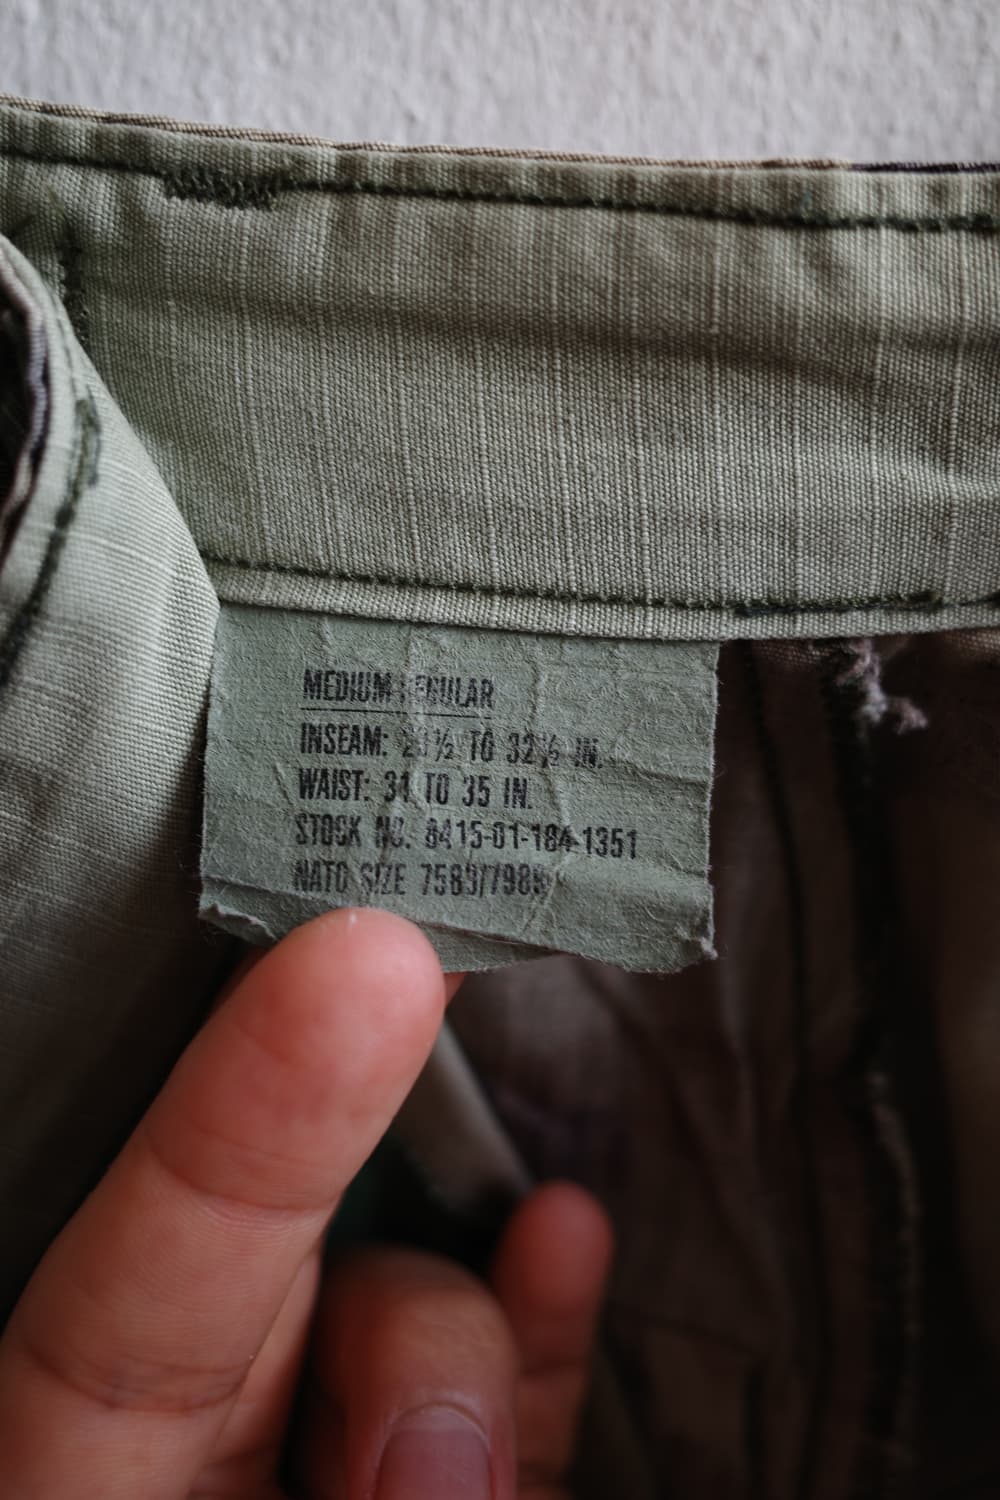 MEDIUM REGULAR
INSEAM: 29½ TO 32½ IN.
WAIST: 31 TO 35 IN.
STOCK NO. 8415-01-184-1351
NATO SIZE 7583/7989